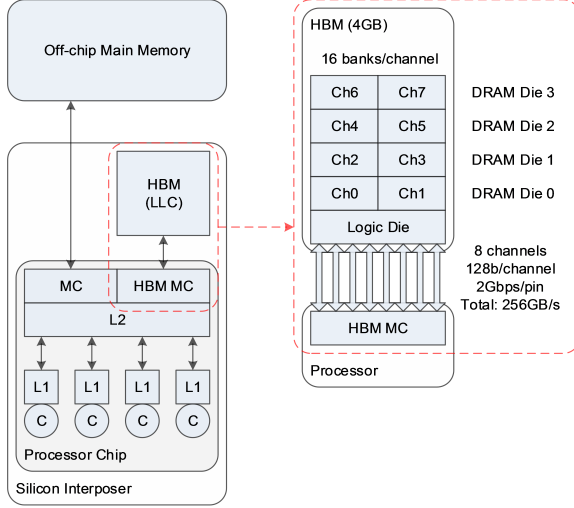 Off-chip Main Memory
HBM
(LLC)
MC
HBM MC
L2
L1
L1
L1
L1
C
C
C
C
Processor Chip
Silicon Interposer
HBM (4GB)
16 banks/channel
Ch6
Ch7
DRAM Die 3
Ch4
Ch5
DRAM Die 2
Ch2
Ch3
DRAM Die 1
Ch0
Ch1
DRAM Die 0
Logic Die
8 channels
128b/channel
2Gbps/pin
Total: 256GB/s
HBM MC
Processor